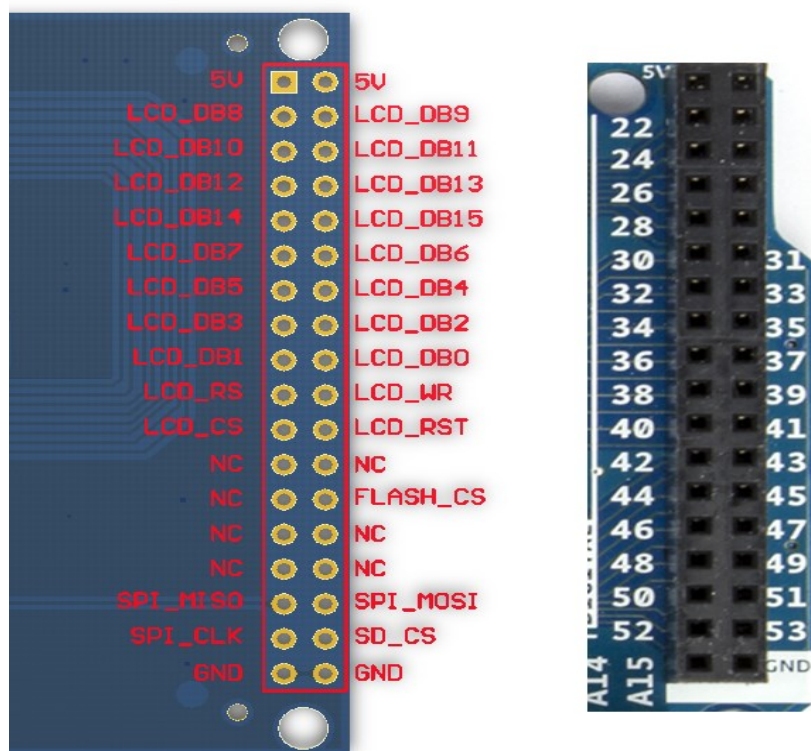 5V 5V
LCD_DB8 LCD_DB9
LCD_DB10 LCD_DB11
LCD_DB12 LCD_DB13
LCD_DB14 LCD_DB15
LCD_DB7 LCD_DB6
LCD_DB5 LCD_DB4
LCD_DB3 LCD_DB2
LCD_DB1 LCD_DB0
LCD_RS LCD_WR
LCD_CS LCD_RST
NC NC
NC FLASH_CS
NC NC
NC NC
SPI_MISO SPI_MOSI
SPI_CLK SD_CS
GND GND
5V
22
24
26
28
30 31
32 33
34 35
36 37
38 39
40 41
42 43
44 45
46 47
48 49
50 51
52 53
GND
A14
A15